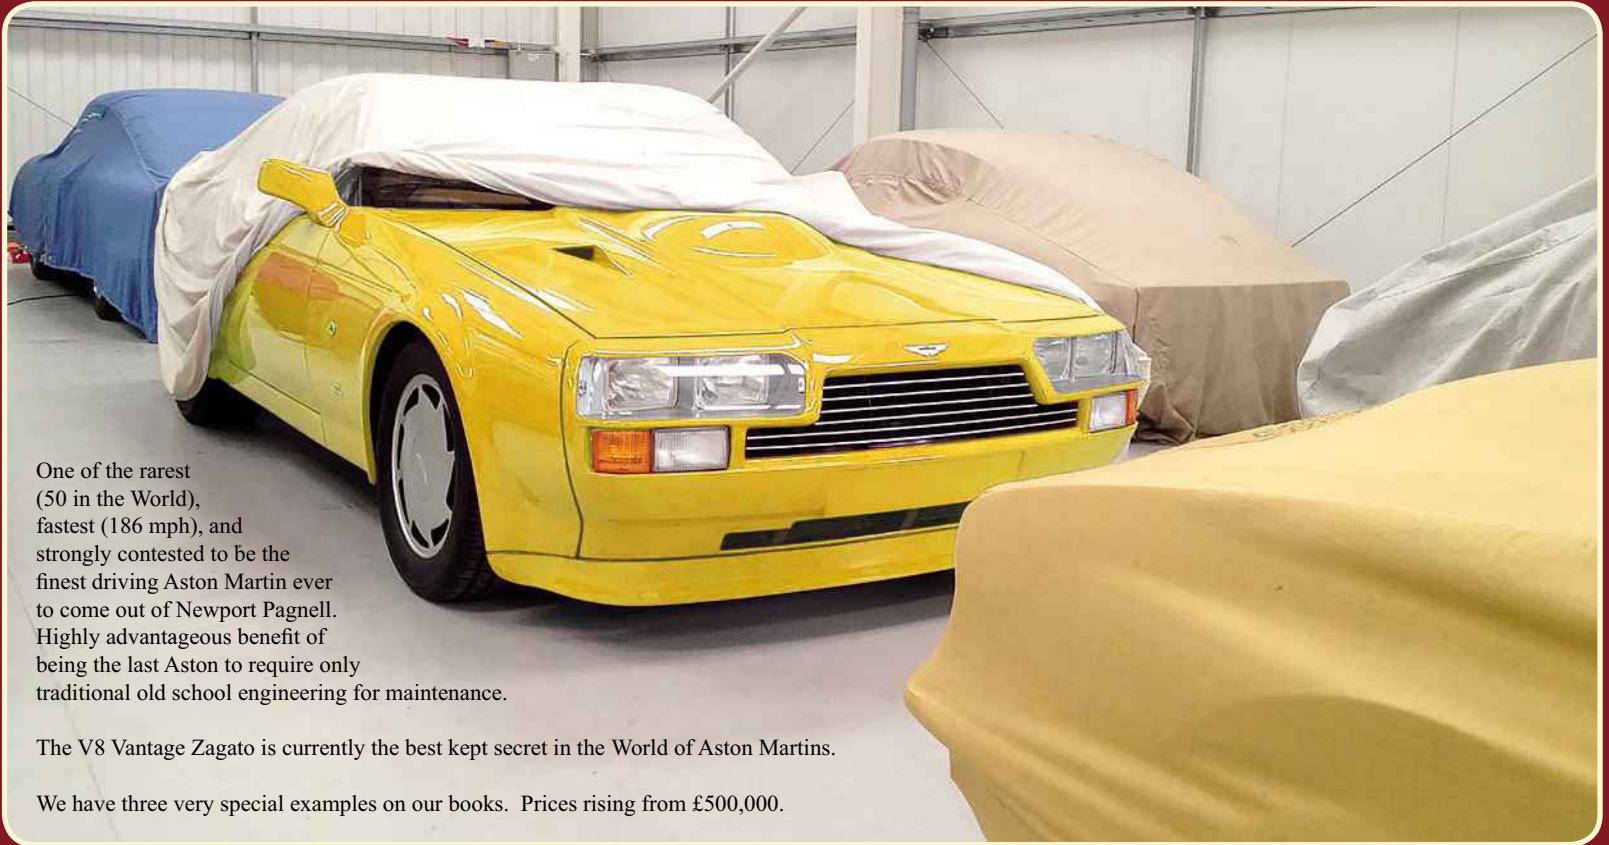 One of the rarest
(50 in the World),
fastest (186 mph), and
strongly contested to be the
finest driving Aston Martin ever
to come out of Newport Pagnell.
Highly advantageous benefit of
being the last Aston to require only
traditional old school engineering for maintenance.
The V8 Vantage Zagato is currently the best kept secret in the World of Aston Martins.
We have three very special examples on our books.  Prices rising from £500,000.